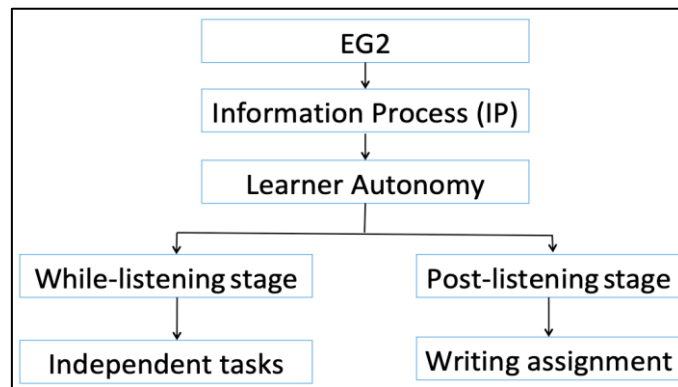 EG2
Information Process (IP)
Learner Autonomy
While-listening stage
Post-listening stage
Independent tasks
Writing assignment